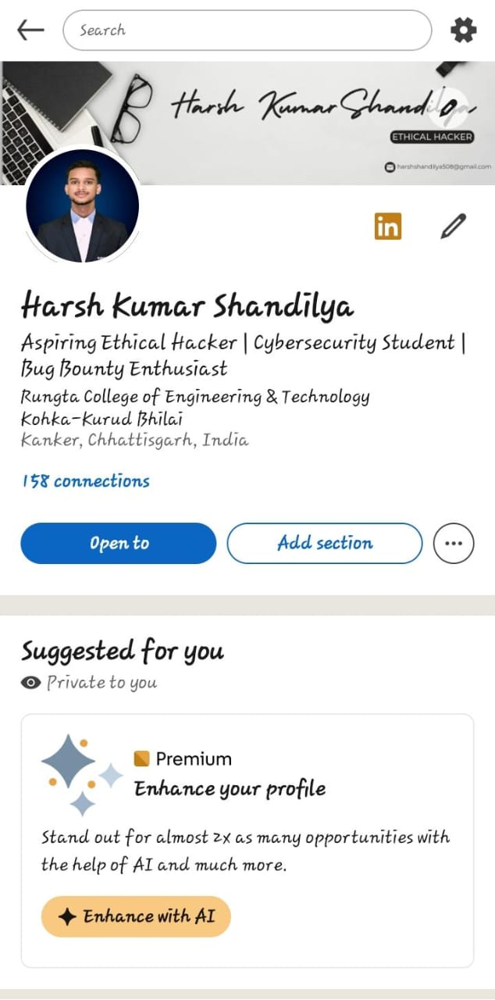 Search
Harsh Kumar Shandilya
ETHICAL HACKER
harshshandilya508@gmail.com
in
Harsh Kumar Shandilya
Aspiring Ethical Hacker | Cybersecurity Student |
Bug Bounty Enthusiast
Rungta College of Engineering & Technology
Kohka-Kurud Bhilai
Kanker, Chhattisgarh, India
158 connections
Open to
Add section
Suggested for you
Private to you
Premium
Enhance your profile
Stand out for almost 2x as many opportunities with
the help of AI and much more.
Enhance with AI